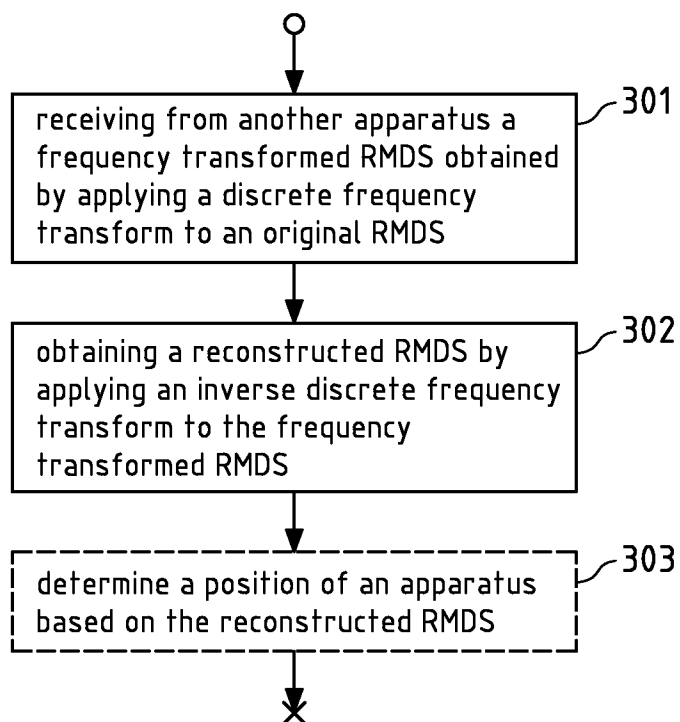 301
receiving from another apparatus a
frequency transformed RMDS obtained
by applying a discrete frequency
transform to an original RMDS
302
obtaining a reconstructed RMDS by
applying an inverse discrete frequency
transform to the frequency
transformed RMDS
303
determine a position of an apparatus
based on the reconstructed RMDS